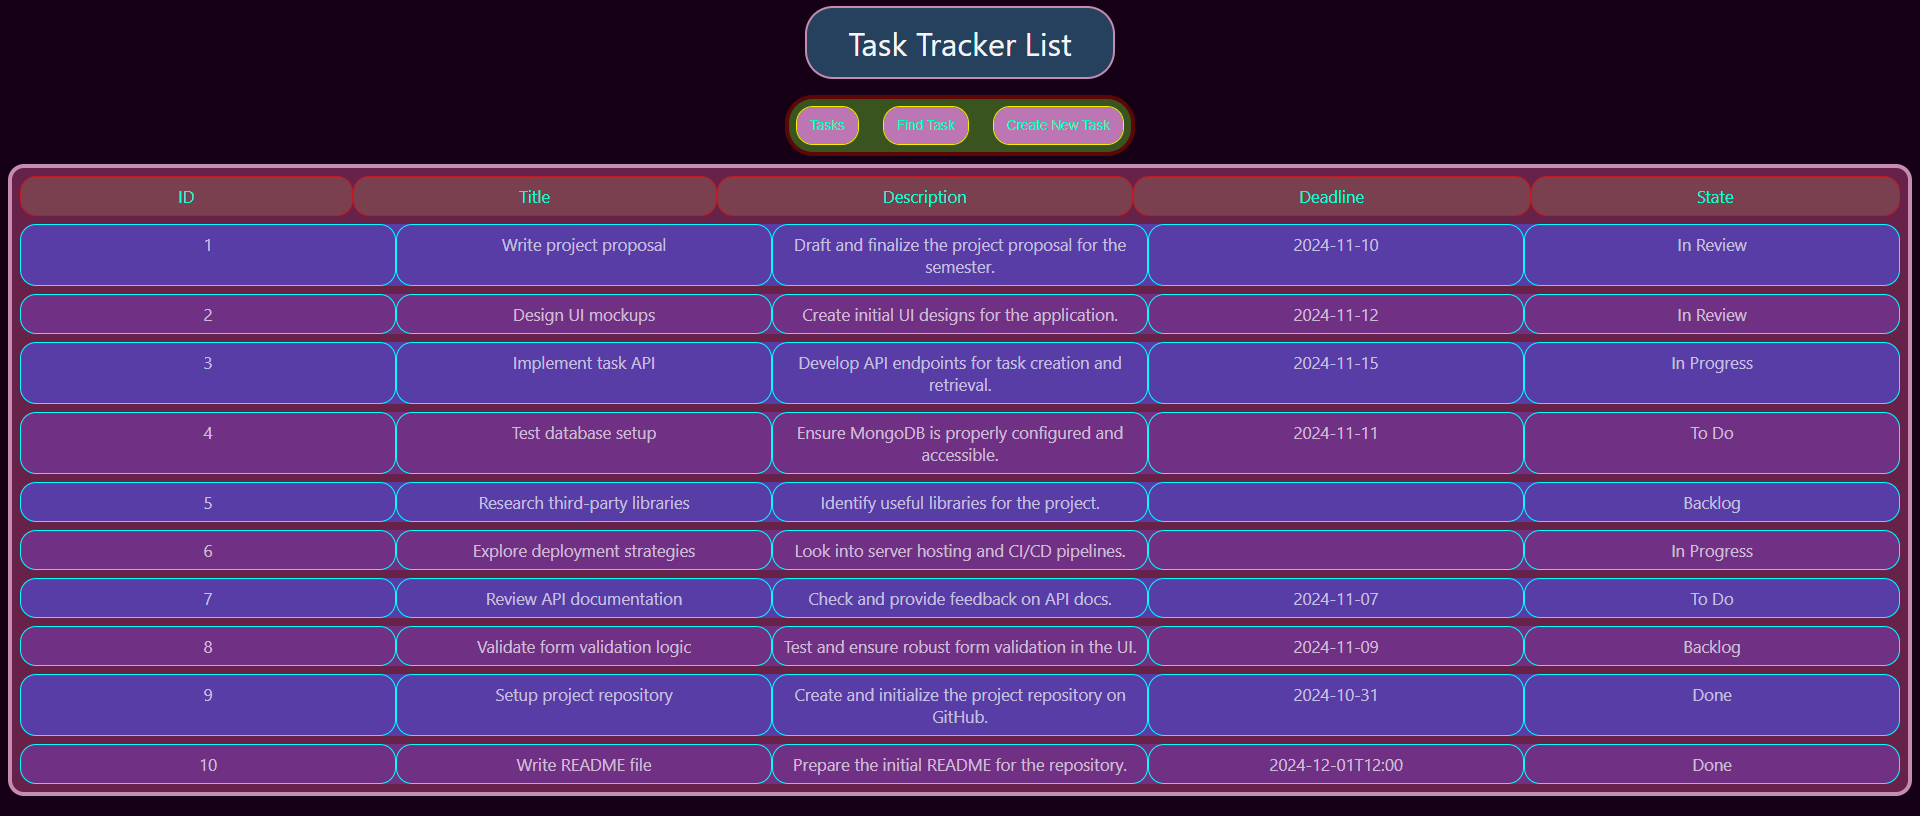 Task Tracker List
Tasks Find Task Create New Task
ID Title Description Deadline State
1 Write project proposal Draft and finalize the project proposal for the 2024-11-10 In Review
semester.
2 Design UI mockups Create initial UI designs for the application. 2024-11-12 In Review
3 Implement task API Develop API endpoints for task creation and 2024-11-15 In Progress
retrieval.
4 Test database setup Ensure MongoDB is properly configured and 2024-11-11 To Do
accessible.
5 Research third-party libraries Identify useful libraries for the project. Backlog
6 Explore deployment strategies Look into server hosting and CI/CD pipelines. In Progress
7 Review API documentation Check and provide feedback on API docs. 2024-11-07 To Do
8 Validate form validation logic Test and ensure robust form validation in the UI. 2024-11-09 Backlog
9 Setup project repository Create and initialize the project repository on 2024-10-31 Done
GitHub.
10 Write README file Prepare the initial README for the repository. 2024-12-01T12:00 Done